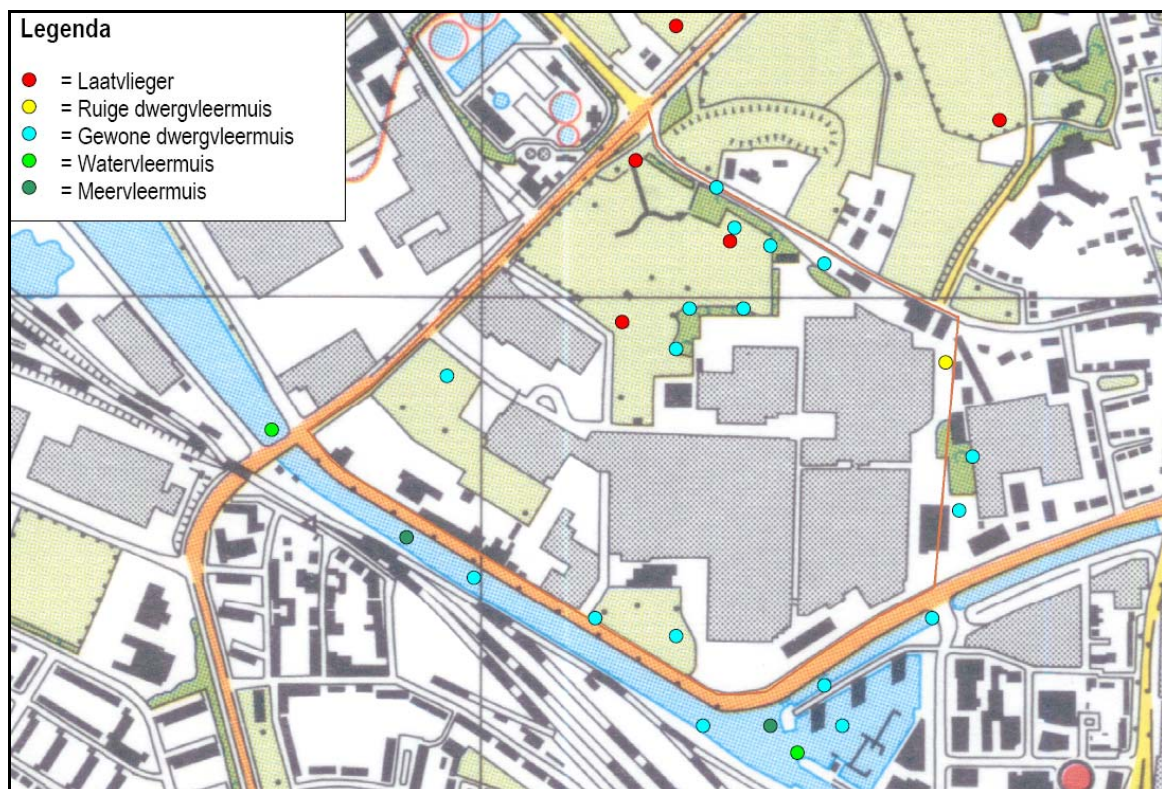 Legenda
= Laatvlieger
= Ruige dwergvleermuis
= Gewone dwergvleermuis
= Watervleermuis
= Meervleermuis